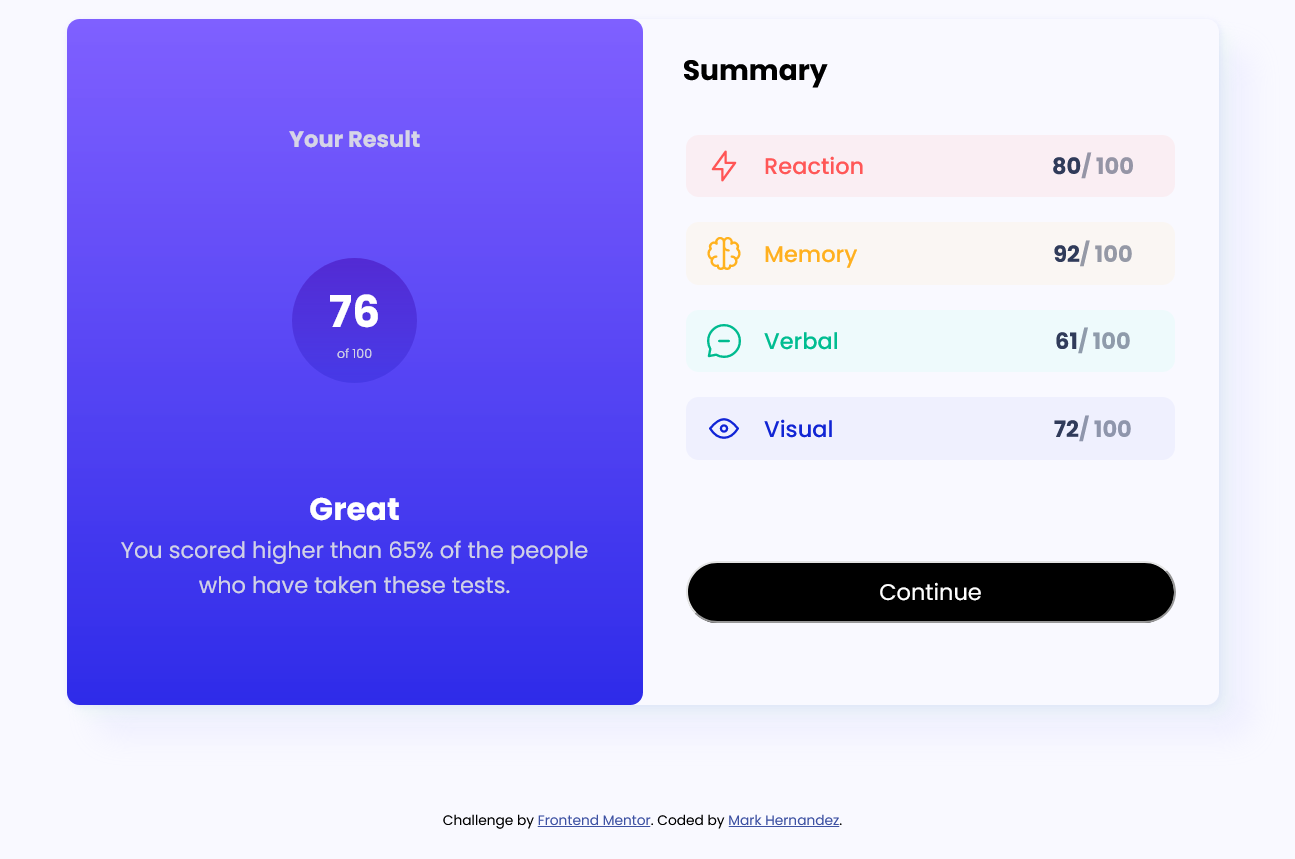 Your Result
76
of 100
Great
You scored higher than 65% of the people
who have taken these tests.
Summary
Reaction 80/ 100
Memory 92/ 100
Verbal 61/ 100
Visual 72/ 100
Continue
Challenge by Frontend Mentor. Coded by Mark Hernandez.